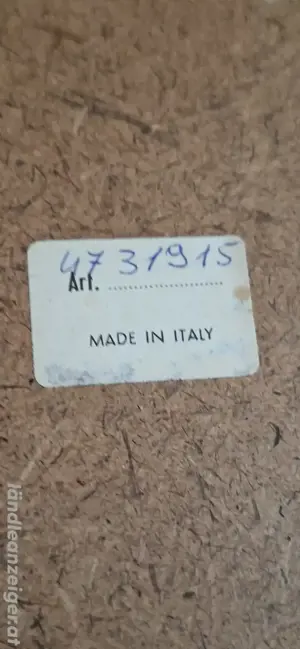 4731915
Art. ........................
MADE IN ITALY
ländleanzeiger.at